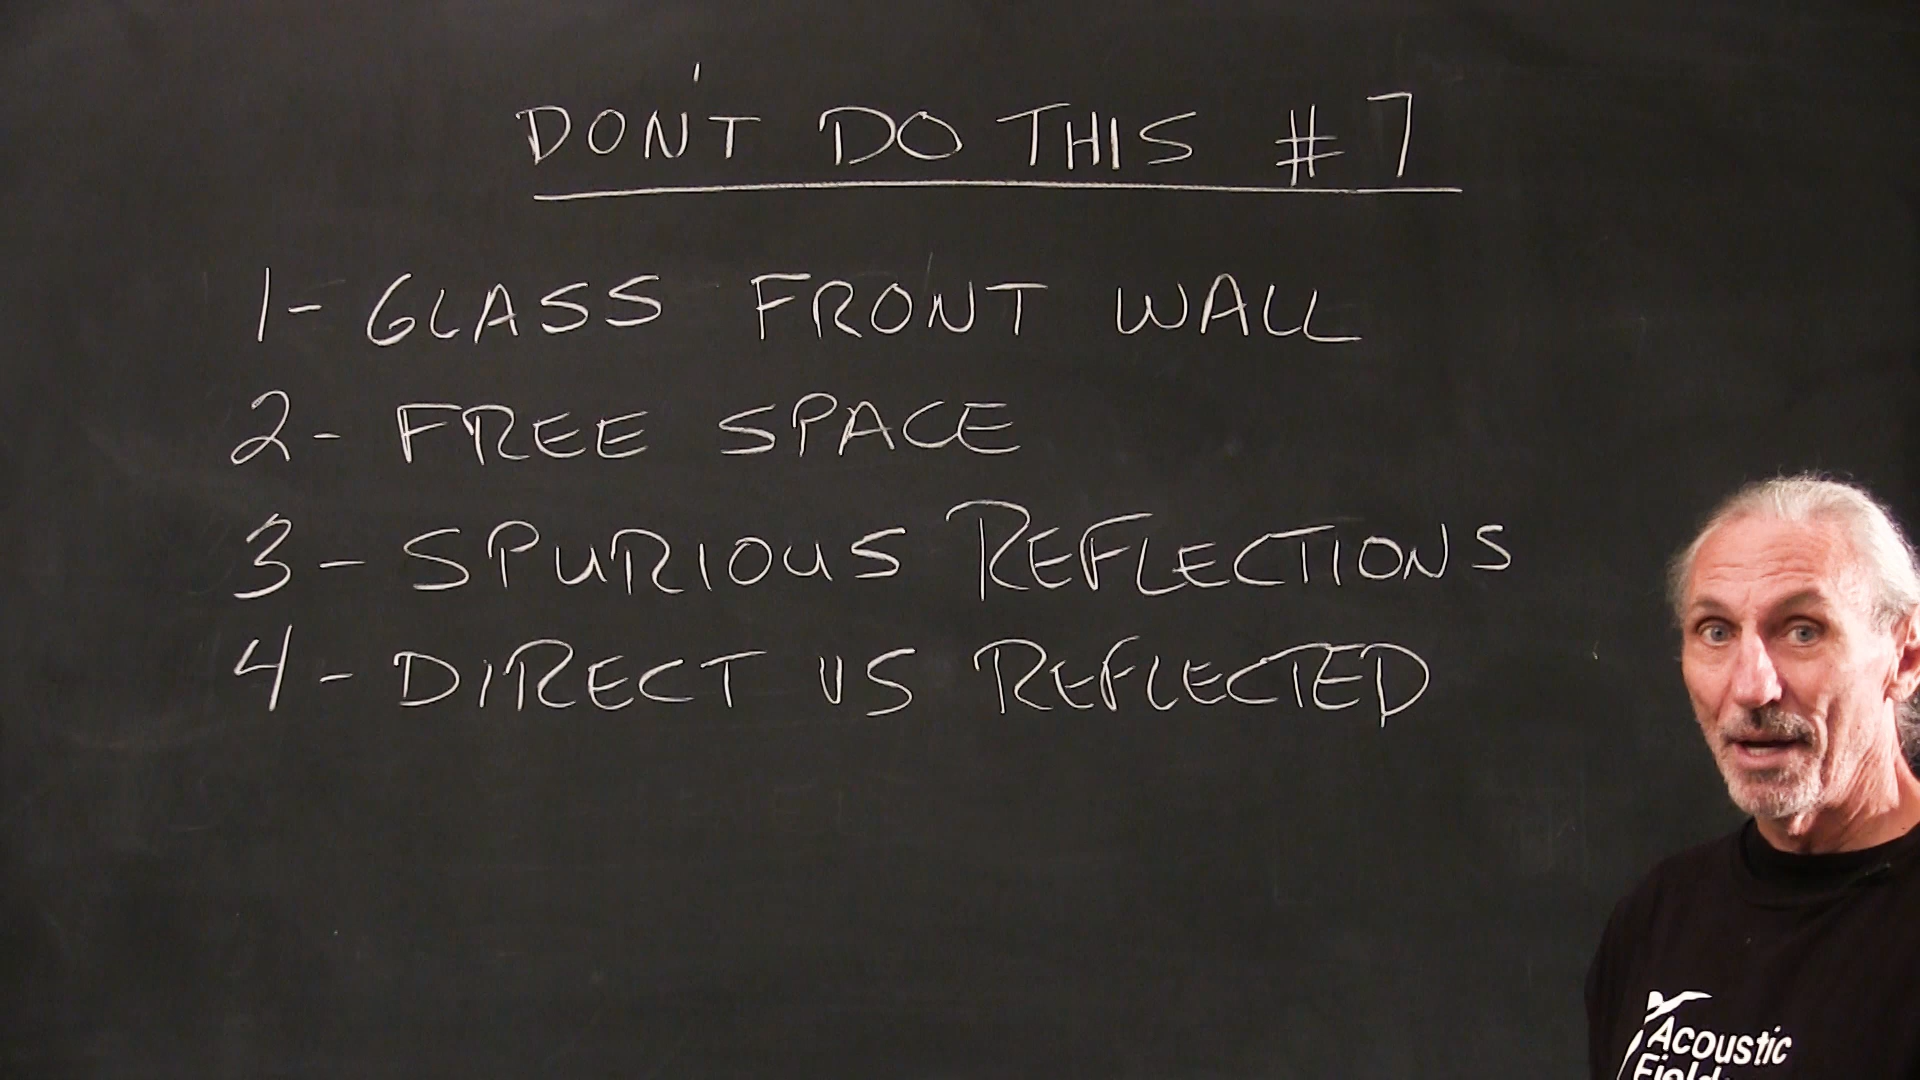 DON'T DO THIS #7
1- GLASS FRONT WALL
2- FREE SPACE
3- SPURIOUS REFLECTIONS
4- DIRECT VS REFLECTED
Acoustic